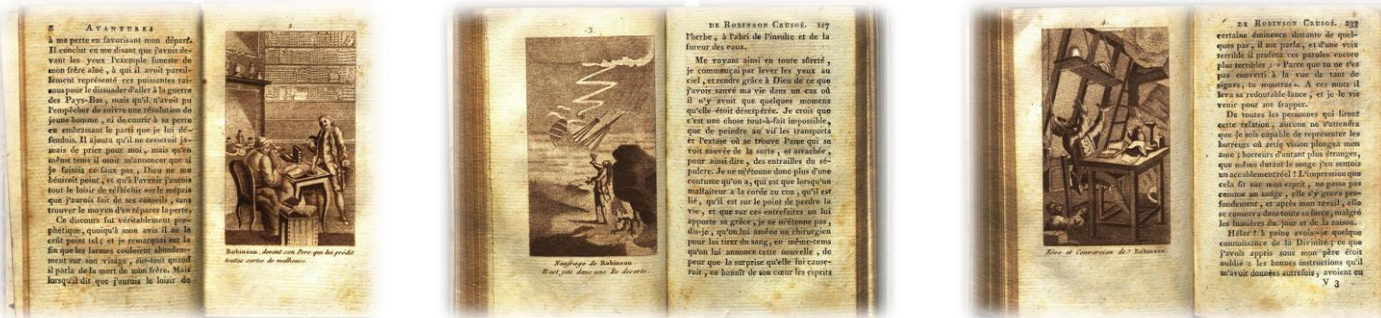 8 AVANTURES
à ma perte en favorisant mon départ.
Il conclut en me disant que j'avois de-
vant les yeux l'exemple funeste de
mon frère aîné, à qui il avoit pareil-
lement représenté ces puissantes rai-
sons pour le dissuader d'aller à la guerre
des Pays-Bas, mais qu'il n'avoit pu
l'empêcher de suivre une résolution de
jeune homme, ni de courir à sa perte
en embrassant le parti que je lui dé-
fendois. Il ajouta qu'il ne cesseroit ja-
mais de prier pour moi, mais qu'en
même tems il osoit m'annoncer que si
je faisois ce faux pas, Dieu ne me
béniroit point, et qu'à l'avenir j'aurois
tout le loisir de réfléchir sur le mépris
que j'aurois fait de ses conseils, sans
trouver le moyen d'en réparer la perte.
Ce discours fut véritablement pro-
phétique, quoiqu'à mon avis il ne le
crût point tel; et je remarquai sur la
fin que les larmes couloient abondem-
ment sur son visage, sur-tout quand
il parla de la mort de mon frère. Mais
lorsqu'il dit que j'aurois le loisir de
2
Robinson, devant son Pere qui lui prédit
toutes sortes de malheurs.
.3.
Naufrage de Robinson
Il est jeté dans une Ile deserte
DE ROBINSON CRUSOÉ. 217
l'herbe, à l'abri de l'insulte et de la
fureur des eaux.
Me voyant ainsi en toute sûreté,
je commençai par lever les yeux au
ciel, et rendre grâce à Dieu de ce que
j'avois sauvé ma vie dans un cas où
il n'y avoit que quelques momens
qu'elle étoit désespérée. Je crois que
c'est une chose tout-à-fait impossible,
que de peindre au vif les transports
et l'extase où se trouve l'ame qui se
voit sauvée de la sorte, et arrachée,
pour ainsi dire, des entrailles du sé-
pulcre. Je ne m'étonne donc plus d'une
coutume qu'on a, qui est que lorsqu'un
malfaiteur a la corde au cou, qu'il est
lié, qu'il est sur le point de perdre la
vie, et que sur ces entrefaites on lui
apporte sa grâce, je ne m'étonne pas,
dis-je, qu'on lui amène un chirurgien
pour lui tirer du sang, en même-tems
qu'on lui annonce cette nouvelle, de
peur que la surprise qu'elle lui cause-
roit, ne bannît de son cœur les esprits
4.
Rêve et Conversion de Robinson
DE ROBINSON CRUSOÉ. 233
certaine éminence distante de quel-
ques pas, il me parla, et d'une voix
terrible il proféra ces paroles encore
plus terribles: « Parce que tu ne t'es
pas converti à la vue de tant de
signes, tu mourras ». A ces mots il
leva sa redoutable lance, et je le vis
venir pour me frapper.
De toutes les personnes qui liront
cette relation, aucune ne s'attendra
que je sois capable de représenter les
horreurs où cette vision plongea mon
ame; horreurs d'autant plus étranges,
que même durant le songe j'en sentois
un accablement réel! L'impression que
cela fit sur mon esprit, ne passa pas
comme un songe, elle s'y grava pro-
fondement, et après mon réveil, elle
se conserva dans toute sa force, malgré
les lumières du jour et de la raison.
Hélas! à peine avois-je quelque
connoissance de la Divinité; ce que
j'avois appris sous mon père étoit
oublié: les bonnes instructions qu'il
m'avoit données autrefois, avoient eu
V 3